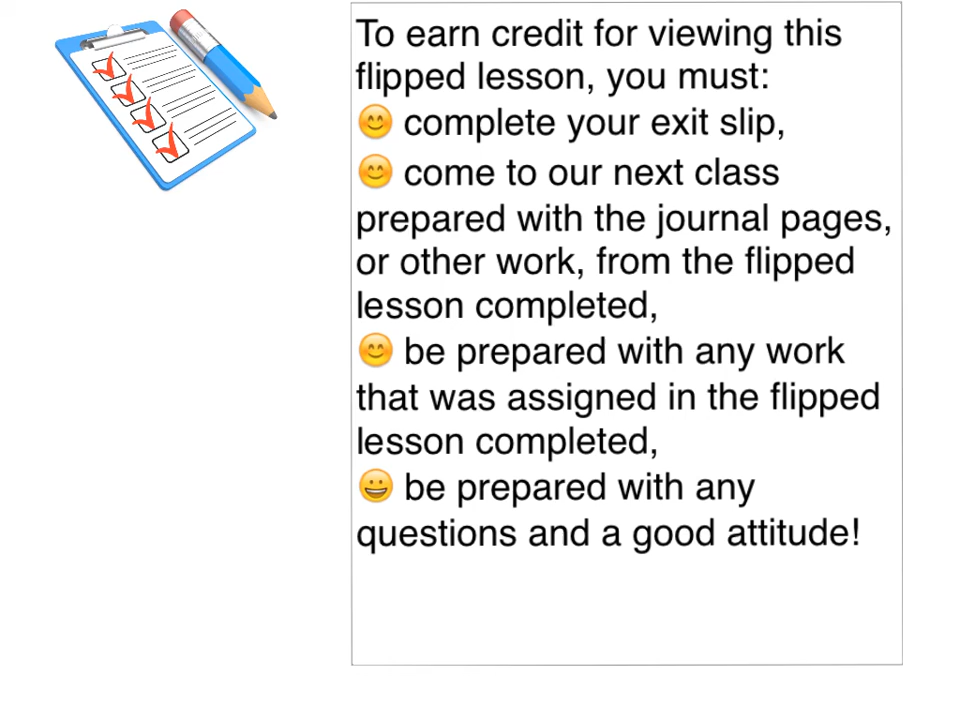 To earn credit for viewing this
flipped lesson, you must:
😊 complete your exit slip,
😊 come to our next class
prepared with the journal pages,
or other work, from the flipped
lesson completed,
😊 be prepared with any work
that was assigned in the flipped
lesson completed,
😀 be prepared with any
questions and a good attitude!